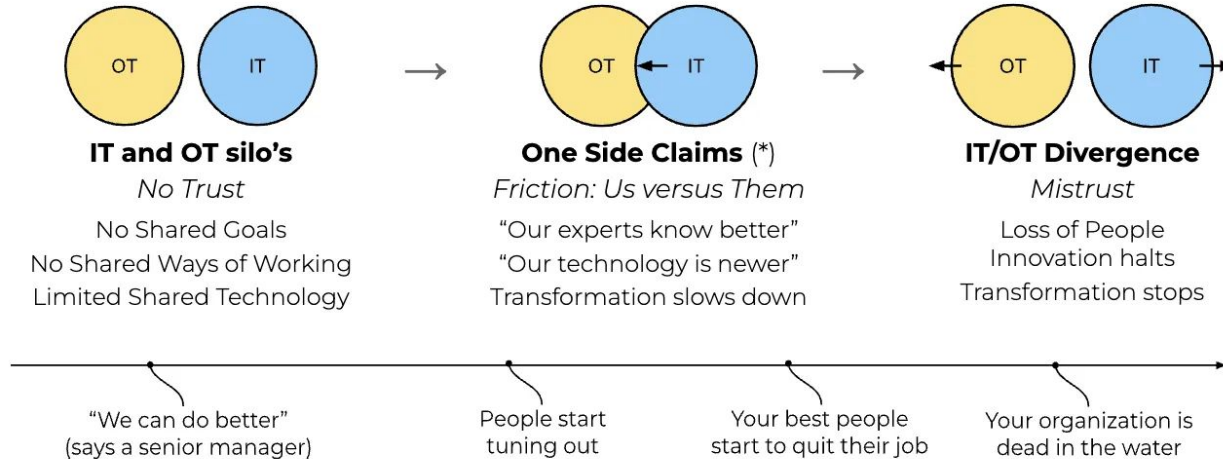 OT
IT
IT and OT silo's
No Trust
No Shared Goals
No Shared Ways of Working
Limited Shared Technology
OT
IT
One Side Claims (*)
Friction: Us versus Them
“Our experts know better”
“Our technology is newer”
Transformation slows down
OT
IT
IT/OT Divergence
Mistrust
Loss of People
Innovation halts
Transformation stops
“We can do better”
(says a senior manager)
People start
tuning out
Your best people
start to quit their job
Your organization is
dead in the water